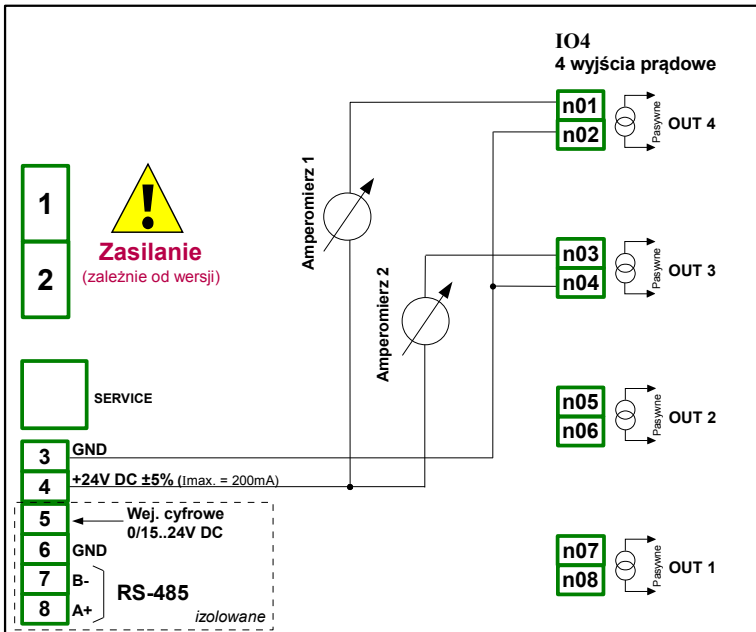 IO4
4 wyjścia prądowe
n01
n02
Pasywne
OUT 4
Amperomierz 1
1
2
!
Zasilanie
(zależnie od wersji)
n03
n04
Pasywne
OUT 3
Amperomierz 2
SERVICE
n05
n06
Pasywne
OUT 2
3 GND
4 +24V DC ±5% (Imax. = 200mA)
5 Wej. cyfrowe
0/15..24V DC
6 GND
7 B-
8 A+
RS-485
izolowane
n07
n08
Pasywne
OUT 1